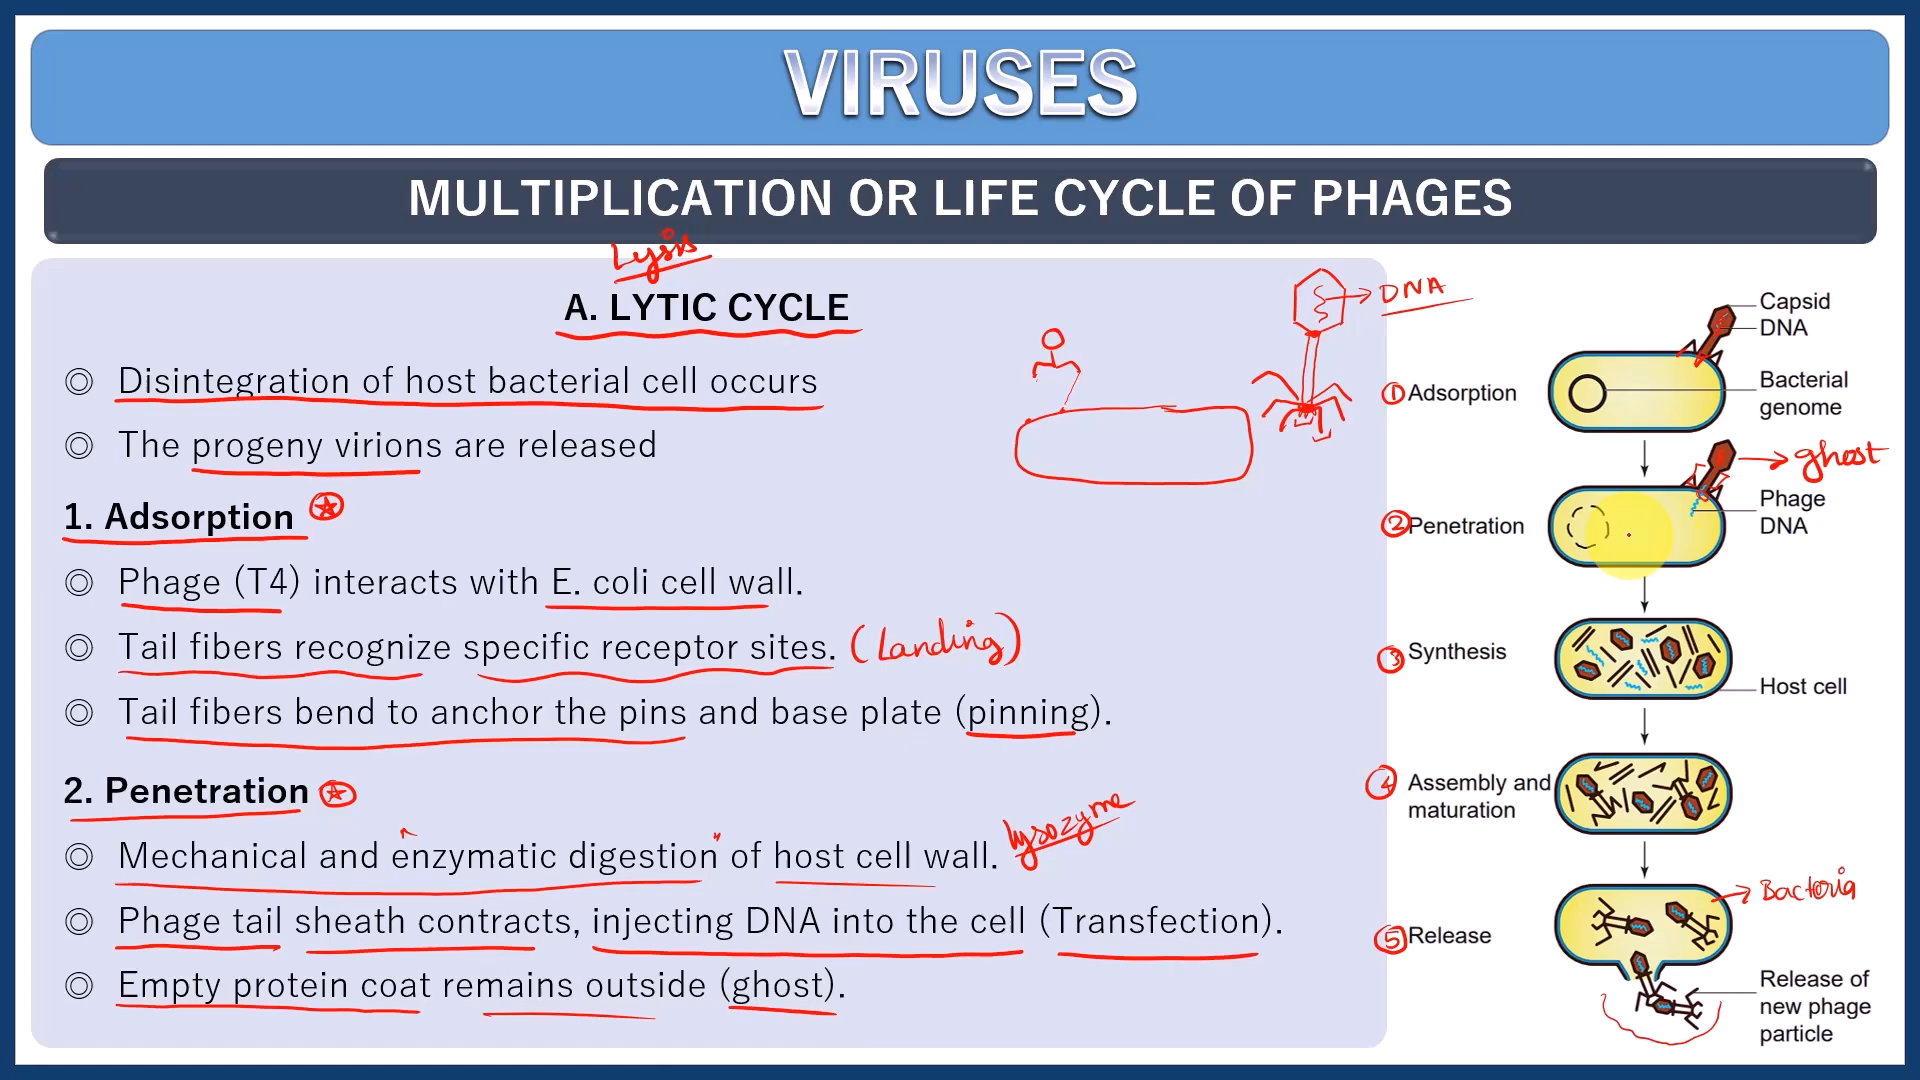 VIRUSES
MULTIPLICATION OR LIFE CYCLE OF PHAGES
Lysis
A. LYTIC CYCLE
◎ Disintegration of host bacterial cell occurs
◎ The progeny virions are released
1. Adsorption
◎ Phage (T4) interacts with E. coli cell wall.
◎ Tail fibers recognize specific receptor sites. (Landing)
◎ Tail fibers bend to anchor the pins and base plate (pinning).
2. Penetration
◎ Mechanical and enzymatic digestion" of host cell wall. lysozyme
◎ Phage tail sheath contracts, injecting DNA into the cell (Transfection).
◎ Empty protein coat remains outside (ghost).
DNA
Capsid
DNA
① Adsorption
Bacterial
genome
ghost
② Penetration
Phage
DNA
③ Synthesis
Host cell
④ Assembly and
maturation
Bacteria
⑤ Release
Release of
new phage
particle